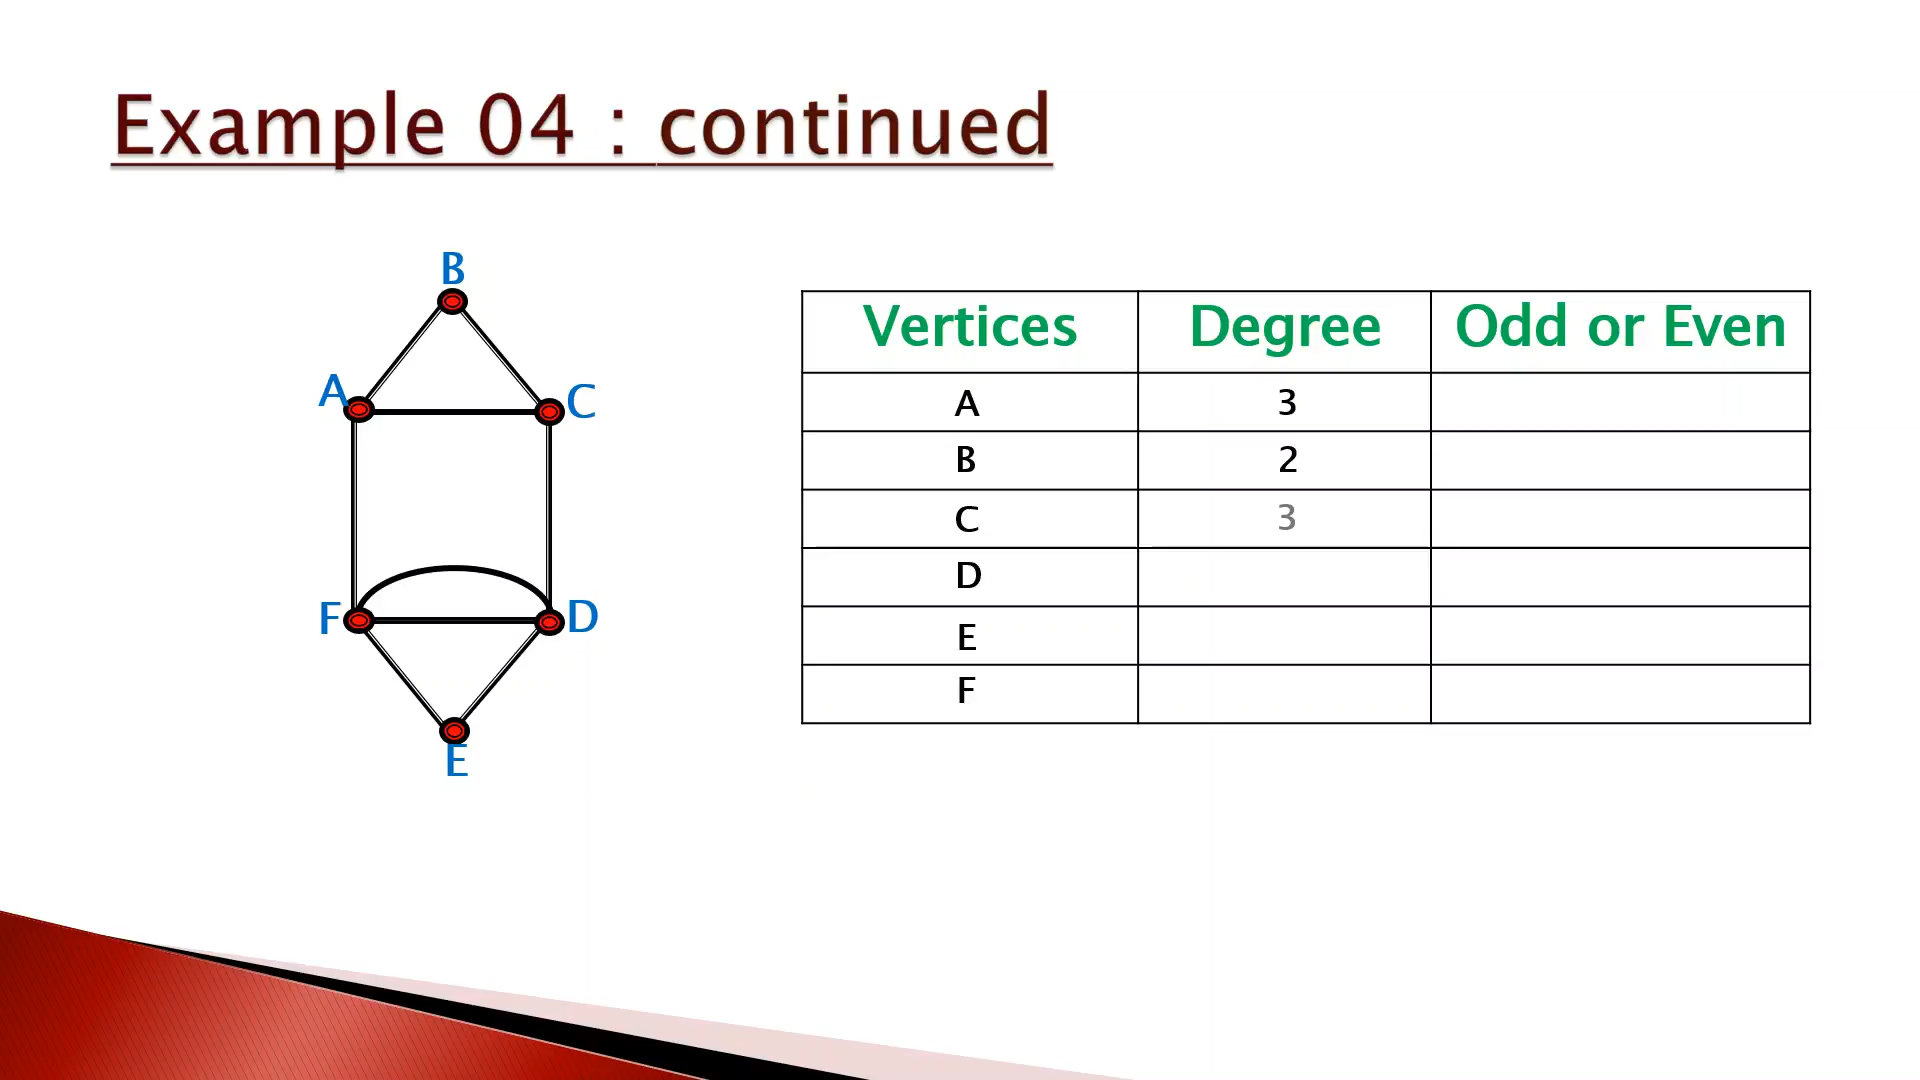 Example 04 : continued
B
A
C
F
D
E
Vertices Degree Odd or Even
A 3
B 2
C 3
D
E
F